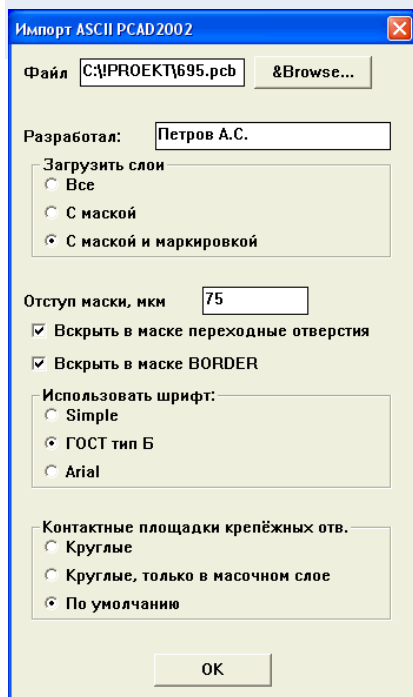 Импорт ASCII PCAD2002
Файл C:\!PROEKT\695.pcb &Browse...
Разработал: Петров А.С.
Загрузить слои
Все
С маской
С маской и маркировкой
Отступ маски, мкм 75
Вскрыть в маске переходные отверстия
Вскрыть в маске BORDER
Использовать шрифт:
Simple
ГОСТ тип Б
Arial
Контактные площадки крепёжных отв.
Круглые
Круглые, только в масочном слое
По умолчанию
OK